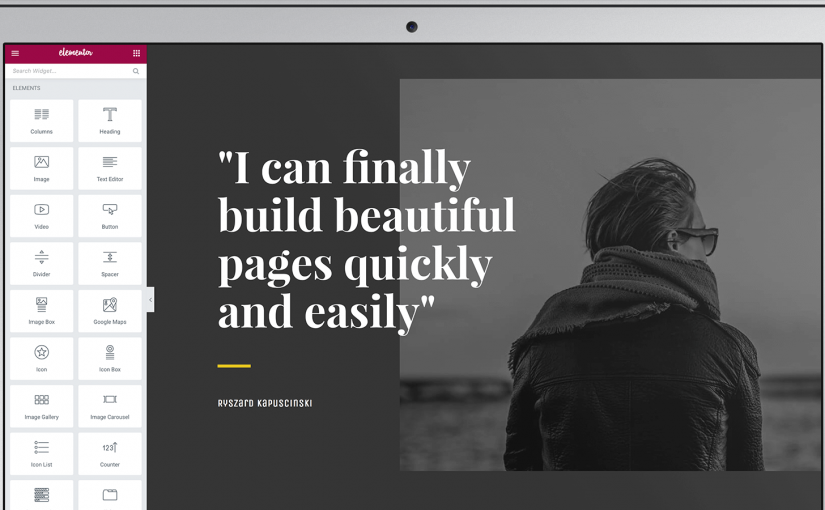 elementor
Search Widget...
ELEMENTS
Columns
Heading
Image
Text Editor
Video
Button
Divider
Spacer
Image Box
Google Maps
Icon
Icon Box
Image Gallery
Image Carousel
Icon List
123
Counter
"I can finally
build beautiful
pages quickly
and easily"
Ryszard Kapuscinski